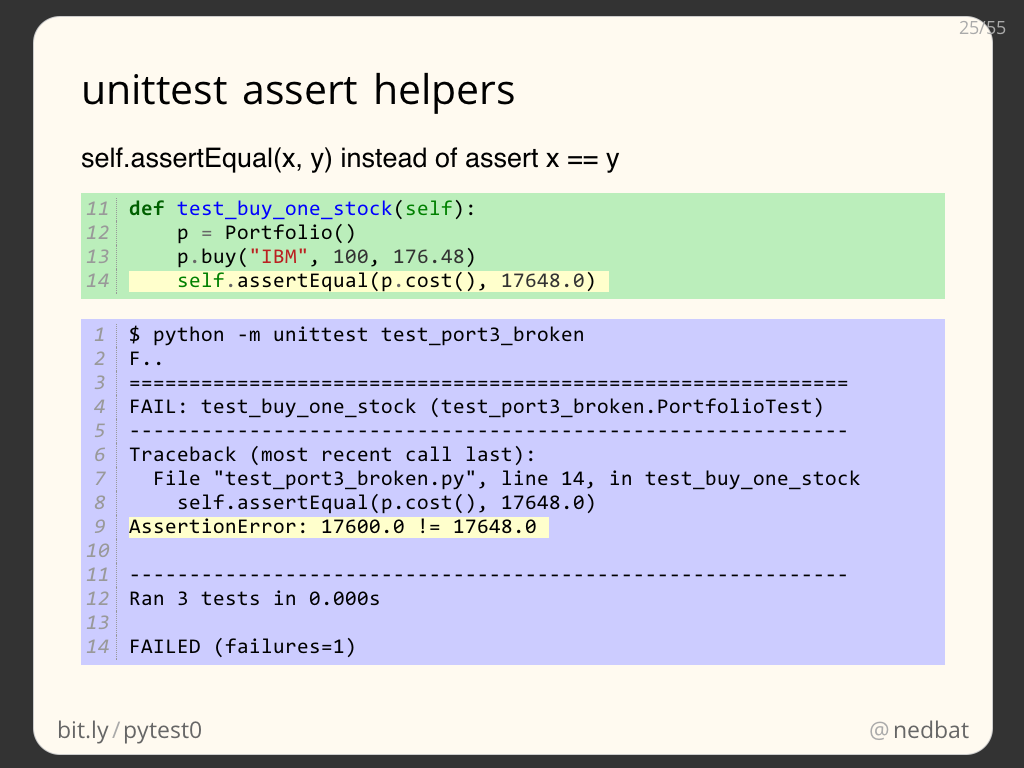 25/55
unittest assert helpers
self.assertEqual(x, y) instead of assert x == y
11 def test_buy_one_stock(self):
12     p = Portfolio()
13     p.buy("IBM", 100, 176.48)
14     self.assertEqual(p.cost(), 17648.0)
1 $ python -m unittest test_port3_broken
2 F..
3 ============================================================
4 FAIL: test_buy_one_stock (test_port3_broken.PortfolioTest)
5 ------------------------------------------------------------
6 Traceback (most recent call last):
7   File "test_port3_broken.py", line 14, in test_buy_one_stock
8     self.assertEqual(p.cost(), 17648.0)
9 AssertionError: 17600.0 != 17648.0
10
11 ------------------------------------------------------------
12 Ran 3 tests in 0.000s
13
14 FAILED (failures=1)
bit.ly/pytest0
@nedbat